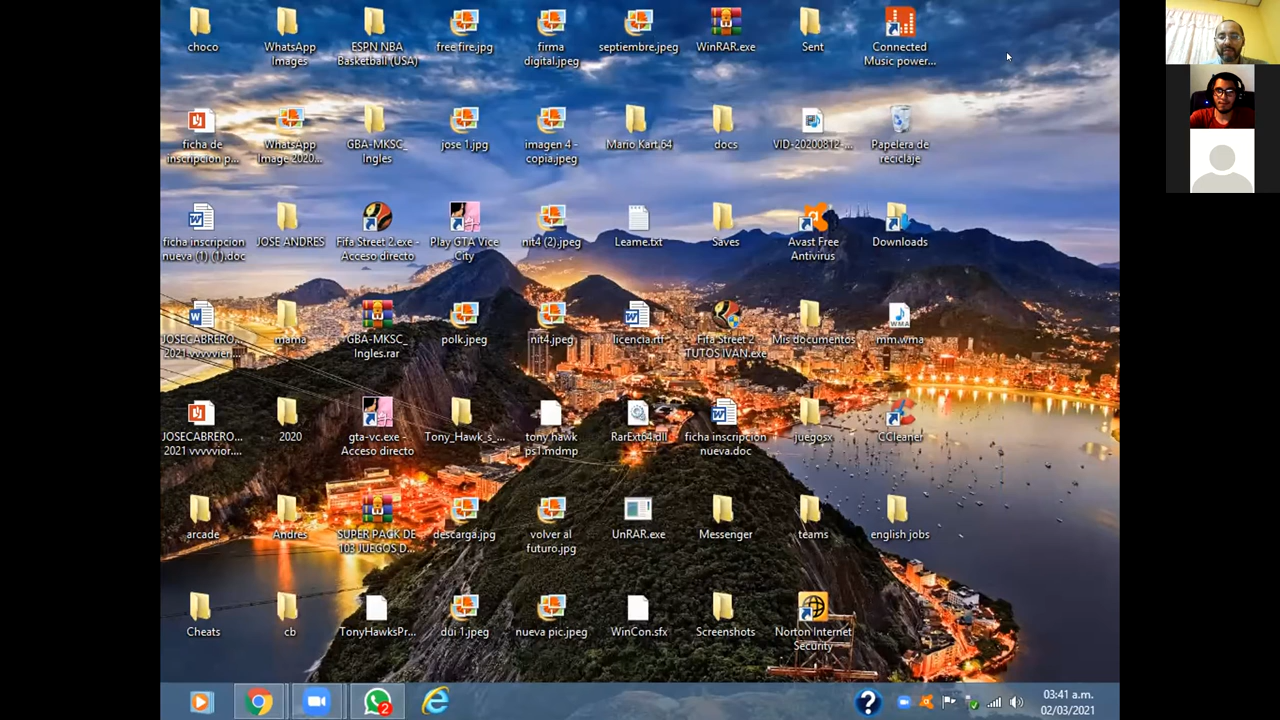 choco
WhatsApp
Images
ESPN NBA
Basketball (USA)
free fire.jpg
firma
digital.jpeg
septiembre.jpeg
WinRAR.exe
Sent
Connected
Music power...
ficha de
inscripcion p...
WhatsApp
Image 2020...
GBA-MKSC_
Ingles
jose 1.jpg
imagen 4 -
copia.jpeg
Mario Kart 64
docs
VID-20200812-...
Papelera de
reciclaje
ficha inscripcion
nueva (1) (1).doc
JOSE ANDRES
Fifa Street 2.exe -
Acceso directo
Play GTA Vice
City
nit4 (2).jpeg
Leame.txt
Saves
Avast Free
Antivirus
Downloads
JOSECABRERO...
2021 vvvvvien...
mama
GBA-MKSC_
Ingles.rar
polk.jpeg
nit4.jpeg
licencia.rtf
Fifa Street 2
TUTOS IVAN.exe
Mis documentos
WMA
mm.wma
JOSECABRERO...
2021 vvvvvior...
2020
gta-vc.exe -
Acceso directo
Tony_Hawk_s_...
tony hawk
ps1.mdmp
RarExt64.dll
ficha inscripcion
nueva.doc
juegosx
CCleaner
arcade
Andres
SUPER PACK DE
103 JUEGOS D...
descarga.jpg
volver al
futuro.jpg
UnRAR.exe
Messenger
teams
english jobs
Cheats
cb
TonyHawksPr...
dui 1.jpeg
nueva pic.jpeg
WinCon.sfx
Screenshots
Norton Internet
Security
2
?
03:41 a.m.
02/03/2021